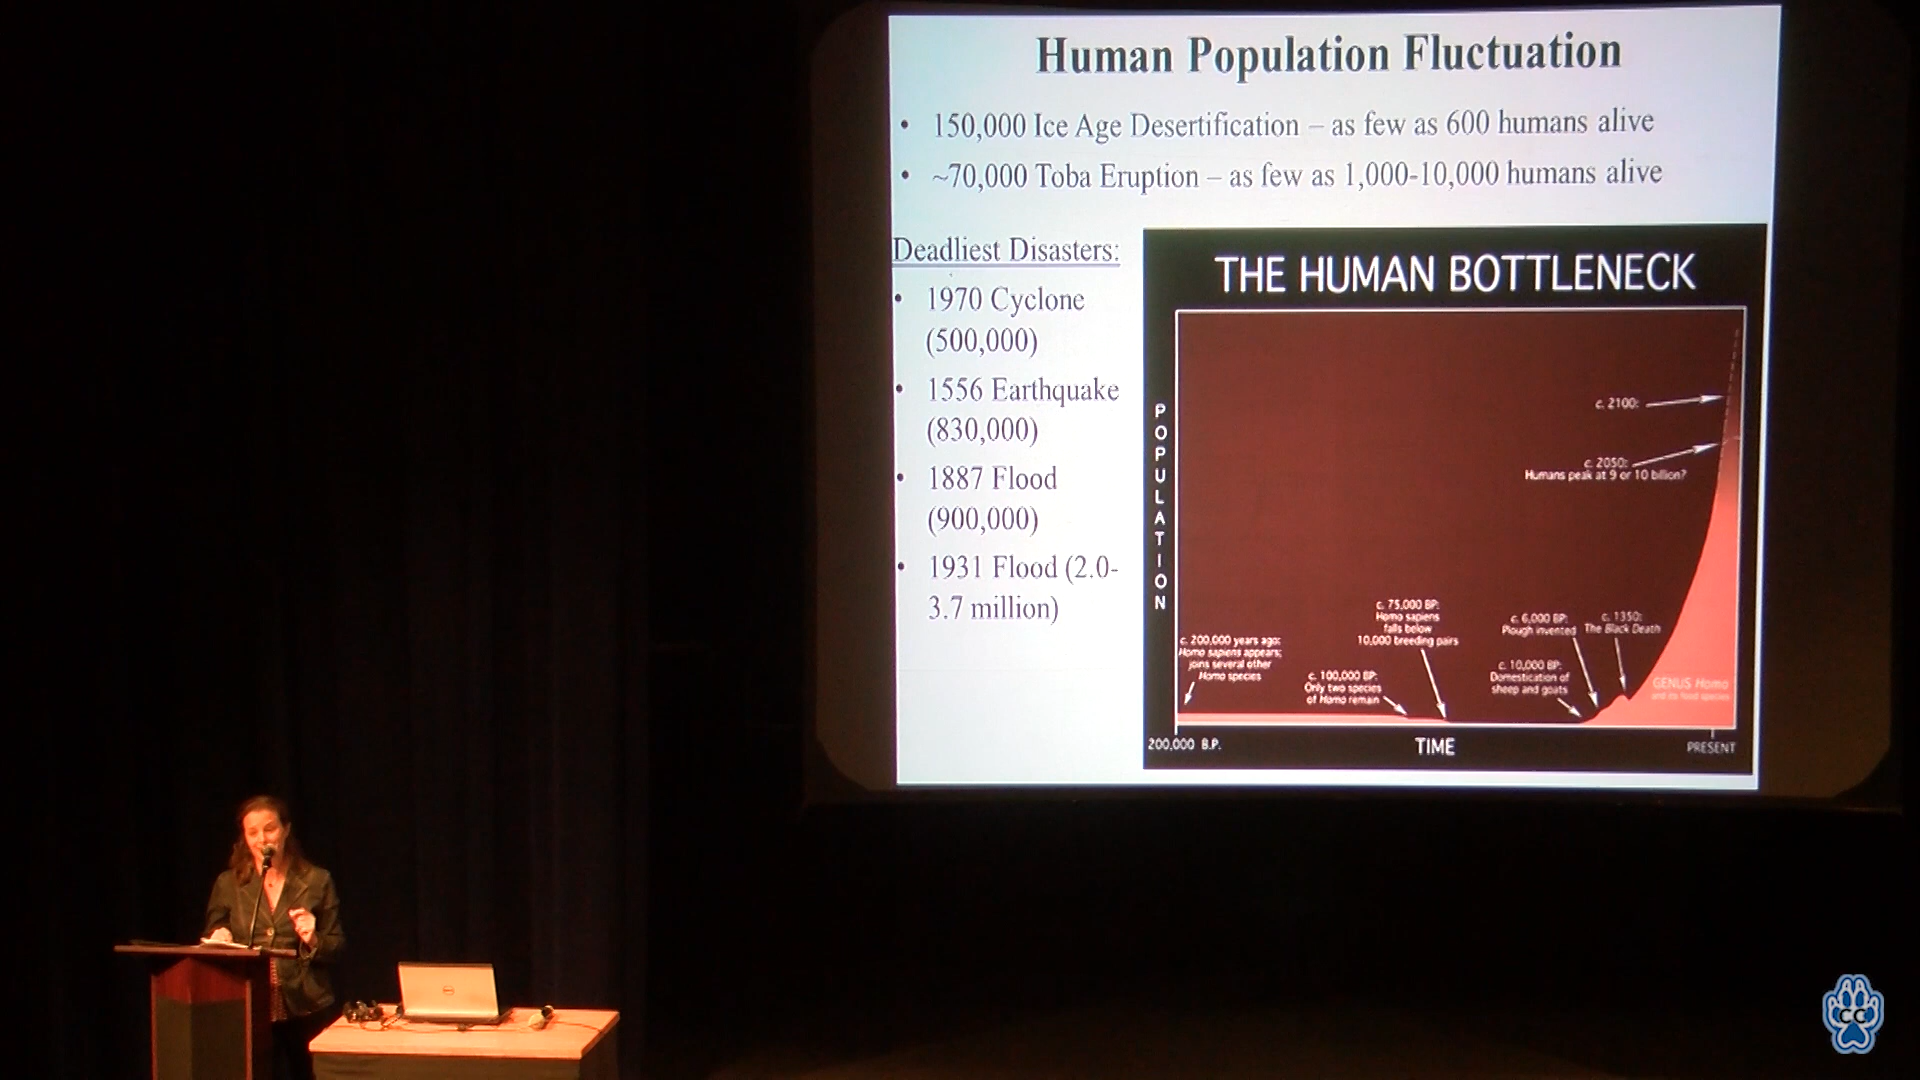 Human Population Fluctuation
• 150,000 Ice Age Desertification – as few as 600 humans alive
• ~70,000 Toba Eruption – as few as 1,000-10,000 humans alive
Deadliest Disasters:
• 1970 Cyclone
(500,000)
• 1556 Earthquake
(830,000)
• 1887 Flood
(900,000)
• 1931 Flood (2.0-
3.7 million)
THE HUMAN BOTTLENECK
POPULATION
c. 2100:
c. 2050:
Humans peak at 9 or 10 billion?
c. 200,000 years ago:
Homo sapiens appears;
joins several other
Homo species
c. 100,000 BP:
Only two species
of Homo remain
c. 75,000 BP:
Homo sapiens
falls below
10,000 breeding pairs
c. 10,000 BP:
Domestication of
sheep and goats
c. 6,000 BP:
Plough invented
c. 1350:
The Black Death
GENUS Homo
and its food species
200,000 B.P.
TIME
PRESENT
DELL
CC